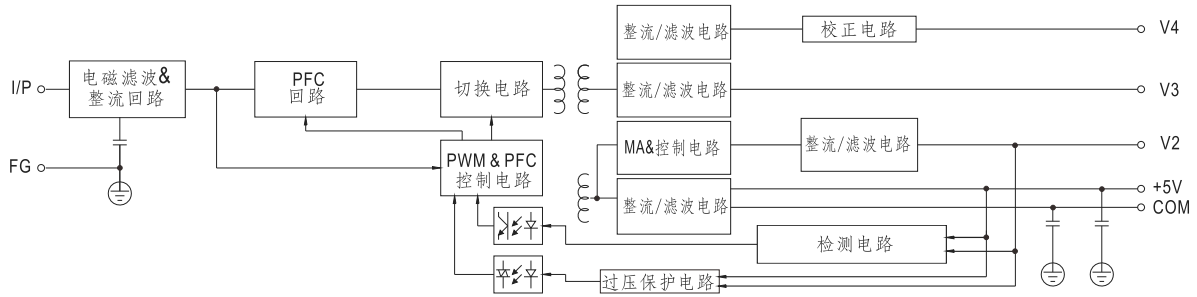 整流/滤波电路
校正电路
V4
I/P
电磁滤波&
整流回路
PFC
回路
切换电路
整流/滤波电路
V3
MA&控制电路
整流/滤波电路
V2
FG
PWM & PFC
控制电路
整流/滤波电路
+5V
COM
检测电路
过压保护电路